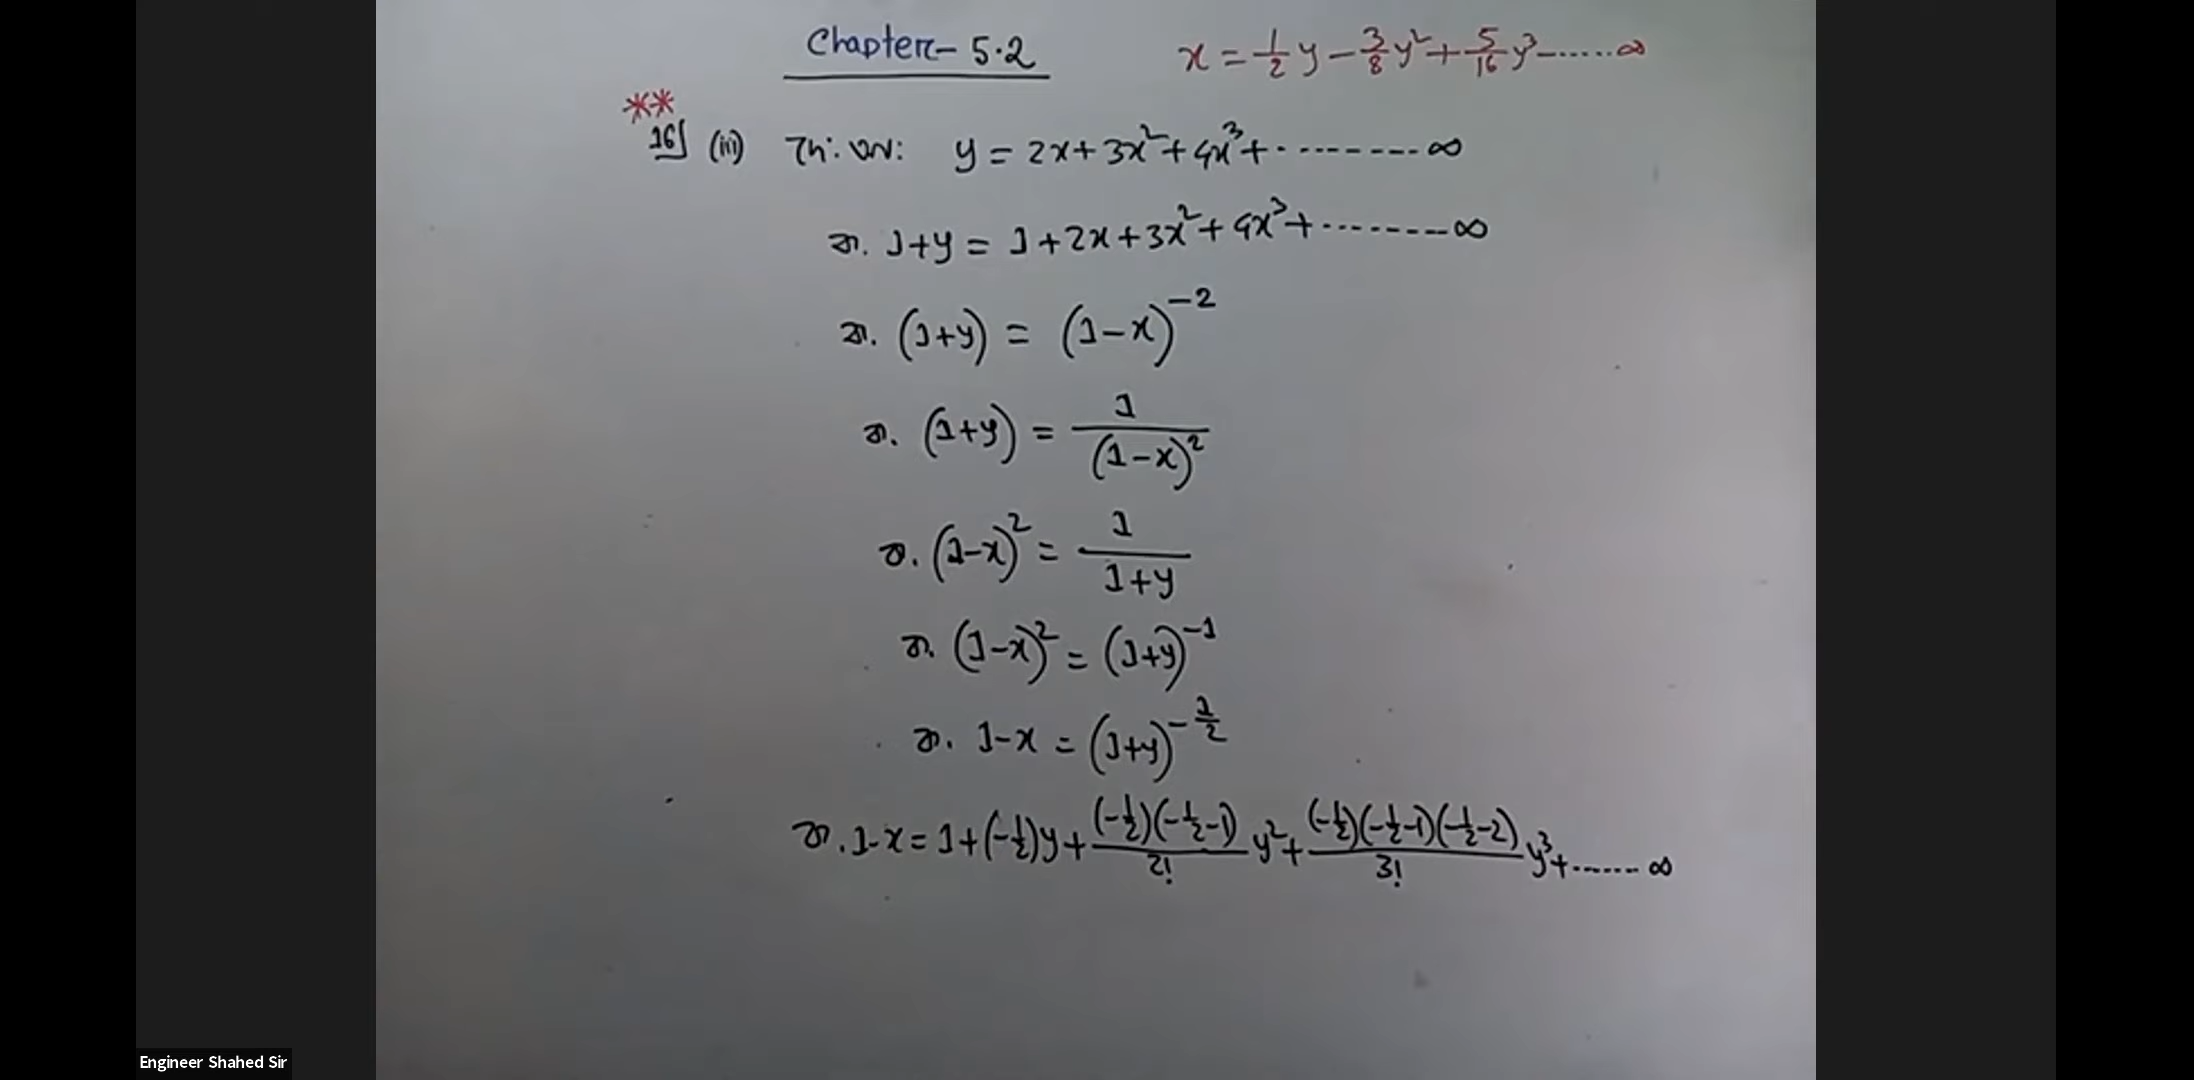 Chapter- 5.2
x = 1/2 y - 3/8 y² + 5/16 y³ - ...... ∞
**
16] (iii) দে: আ: y = 2x + 3x² + 4x³ + ......... ∞
বা. 1+y = 1 + 2x + 3x² + 4x³ + ......... ∞
বা. (1+y) = (1-x)^-2
বা. (1+y) = 1/(1-x)²
বা. (1-x)² = 1/(1+y)
বা. (1-x)² = (1+y)^-1
বা. 1-x = (1+y)^-1/2
বা. 1-x = 1 + (-1/2)y + (-1/2)(-1/2-1)/2! y² + (-1/2)(-1/2-1)(-1/2-2)/3! y³ + ...... ∞
Engineer Shahed Sir